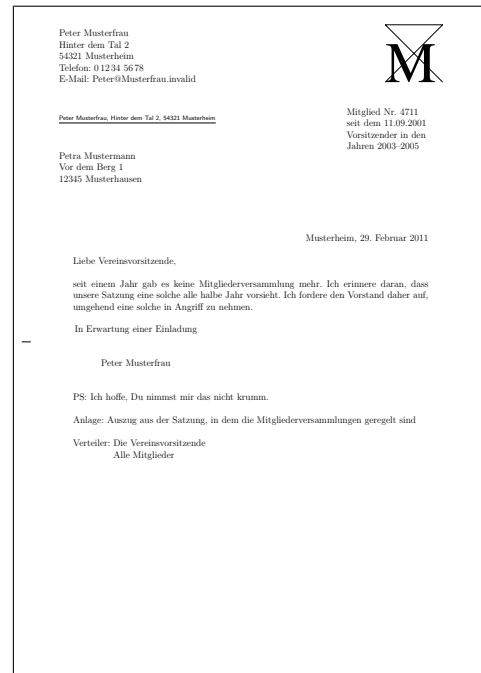 Peter Musterfrau
Hinter dem Tal 2
54321 Musterheim
Telefon: 0 12 34 56 78
E-Mail: Peter@Musterfrau.invalid
M
Peter Musterfrau, Hinter dem Tal 2, 54321 Musterheim
Mitglied Nr. 4711
seit dem 11.09.2001
Vorsitzender in den
Jahren 2003–2005
Petra Mustermann
Vor dem Berg 1
12345 Musterhausen
Musterheim, 29. Februar 2011
Liebe Vereinsvorsitzende,
seit einem Jahr gab es keine Mitgliederversammlung mehr. Ich erinnere daran, dass
unsere Satzung eine solche alle halbe Jahr vorsieht. Ich fordere den Vorstand daher auf,
umgehend eine solche in Angriff zu nehmen.
In Erwartung einer Einladung
Peter Musterfrau
PS: Ich hoffe, Du nimmst mir das nicht krumm.
Anlage: Auszug aus der Satzung, in dem die Mitgliederversammlungen geregelt sind
Verteiler: Die Vereinsvorsitzende
Alle Mitglieder